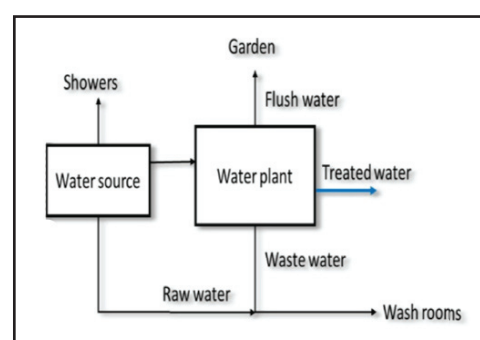 Garden
Showers
Flush water
Water source
Water plant
Treated water
Waste water
Raw water
Wash rooms